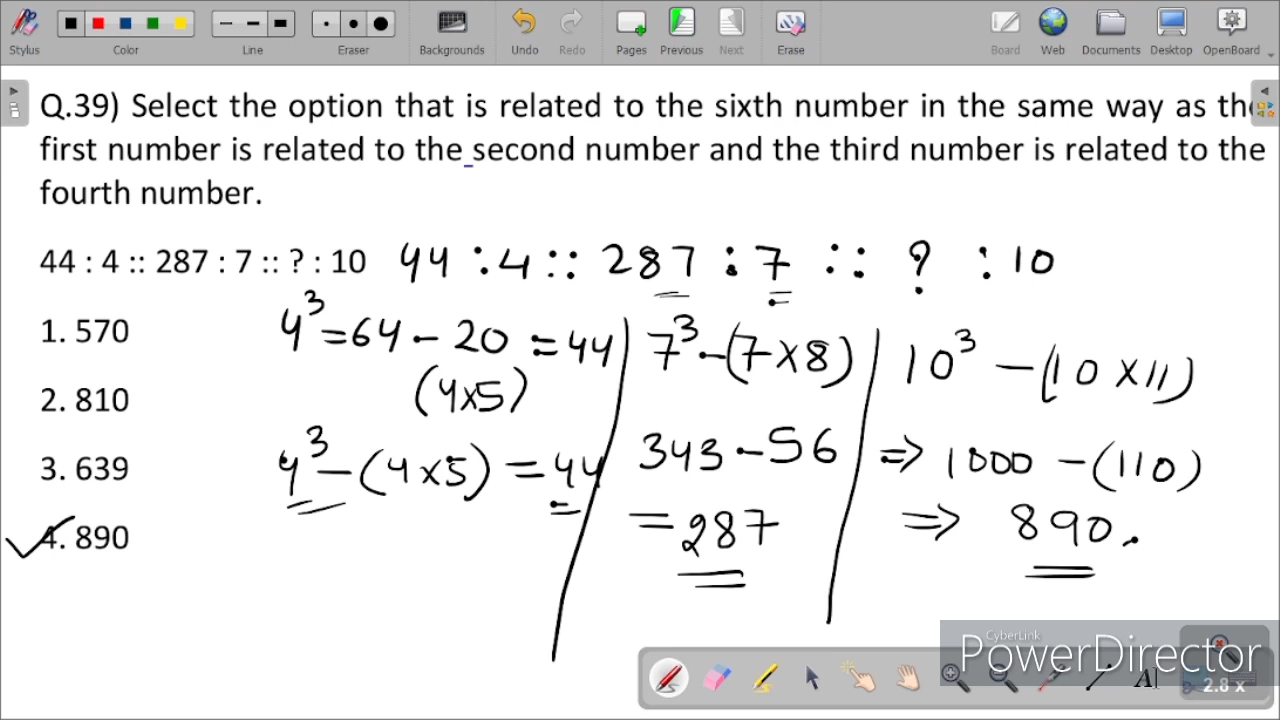 Stylus Color Line Eraser Backgrounds Undo Redo Pages Previous Next Erase Board Web Documents Desktop OpenBoard
Q.39) Select the option that is related to the sixth number in the same way as the
first number is related to the second number and the third number is related to the
fourth number.
44 : 4 :: 287 : 7 :: ? : 10
44 : 4 :: 287 : 7 :: ? : 10
1. 570
2. 810
3. 639
4. 890
4³ = 64 - 20 = 44
(4×5)
4³ - (4×5) = 44
7³ - (7×8)
343 - 56
= 287
10³ - (10×11)
⇒ 1000 - (110)
⇒ 890.
CyberLink
PowerDirector
2.8 x